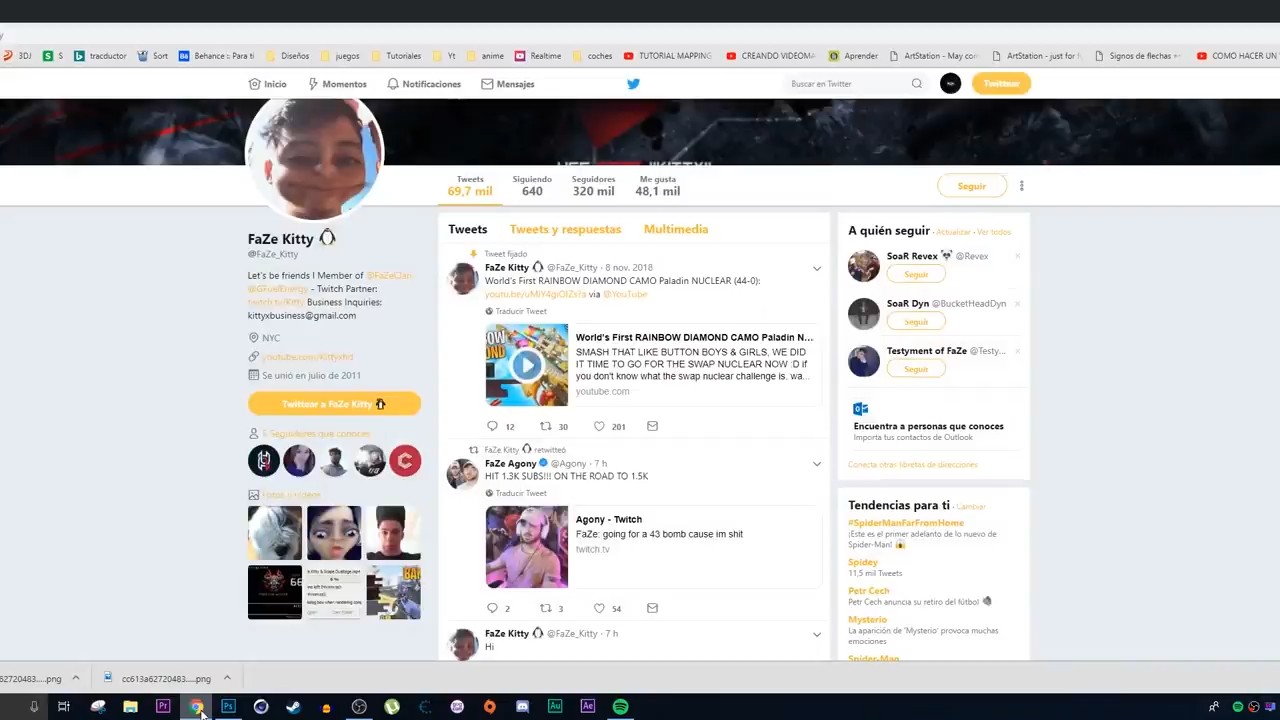 3DJ S tracductor Sort Behance :: Para ti Diseños juegos Tutoriales Yt anime Realtime coches TUTORIAL MAPPING CREANDO VIDEOMA Aprender ArtStation - May com ArtStation - just for f Signos de flechas COMO HACER UN
Inicio Momentos Notificaciones Mensajes Buscar en Twitter Twittear
Tweets Siguiendo Seguidores Me gusta
69,7 mil 640 320 mil 48,1 mil Seguir
FaZe Kitty
@FaZe_Kitty
Let's be friends I Member of @FaZeClan
@GFuelEnergy - Twitch Partner:
twitch.tv/Kitty Business Inquiries:
kittyxbusiness@gmail.com
NYC
youtube.com/Kittyxhd
Se unió en julio de 2011
Twittear a FaZe Kitty
6 Seguidores que conoces
Fotos y videos
Tweets Tweets y respuestas Multimedia
Tweet fijado
FaZe Kitty @FaZe_Kitty · 8 nov. 2018
World's First RAINBOW DIAMOND CAMO Paladin NUCLEAR (44-0):
via @YouTube
Traducir Tweet
World's First RAINBOW DIAMOND CAMO Paladin N...
SMASH THAT LIKE BUTTON BOYS & GIRLS, WE DID
IT TIME TO GO FOR THE SWAP NUCLEAR NOW :D if
you don't know what the swap nuclear challenge is, wa...
youtube.com
12 30 201
FaZe Kitty retwitteó
FaZe Agony @Agony · 7 h
HIT 1.3K SUBS!!! ON THE ROAD TO 1.5K
Traducir Tweet
Agony - Twitch
FaZe: going for a 43 bomb cause im shit
twitch.tv
2 3 54
FaZe Kitty @FaZe_Kitty · 7 h
Hi
A quién seguir · Actualizar · Ver todos
SoaR Revex @Revex
Seguir
SoaR Dyn @BucketHeadDyn
Seguir
Testyment of FaZe @Testy...
Seguir
Encuentra a personas que conoces
Importa tus contactos de Outlook
Conecta otras libretas de direcciones
Tendencias para ti · Cambiar
#SpiderManFarFromHome
¡Este es el primer adelanto de lo nuevo de
Spider-Man!
Spidey
11,5 mil Tweets
Petr Cech
Petr Cech anuncia su retiro del fútbol
Mysterio
La aparición de 'Mysterio' provoca muchas
emociones
Spider-Man
62720483....png cc613a62720483....png
Pr Ps Au Ae